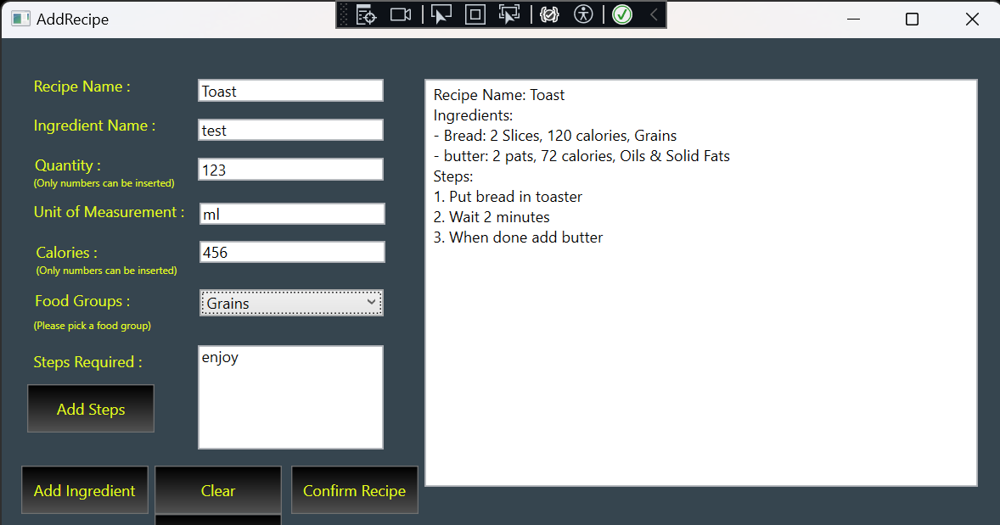 AddRecipe
Recipe Name :
Toast
Ingredient Name :
test
Quantity :
123
(Only numbers can be inserted)
Unit of Measurement :
ml
Calories :
456
(Only numbers can be inserted)
Food Groups :
Grains
(Please pick a food group)
Steps Required :
enjoy
Add Steps
Add Ingredient
Clear
Confirm Recipe
Recipe Name: Toast
Ingredients:
- Bread: 2 Slices, 120 calories, Grains
- butter: 2 pats, 72 calories, Oils & Solid Fats
Steps:
1. Put bread in toaster
2. Wait 2 minutes
3. When done add butter